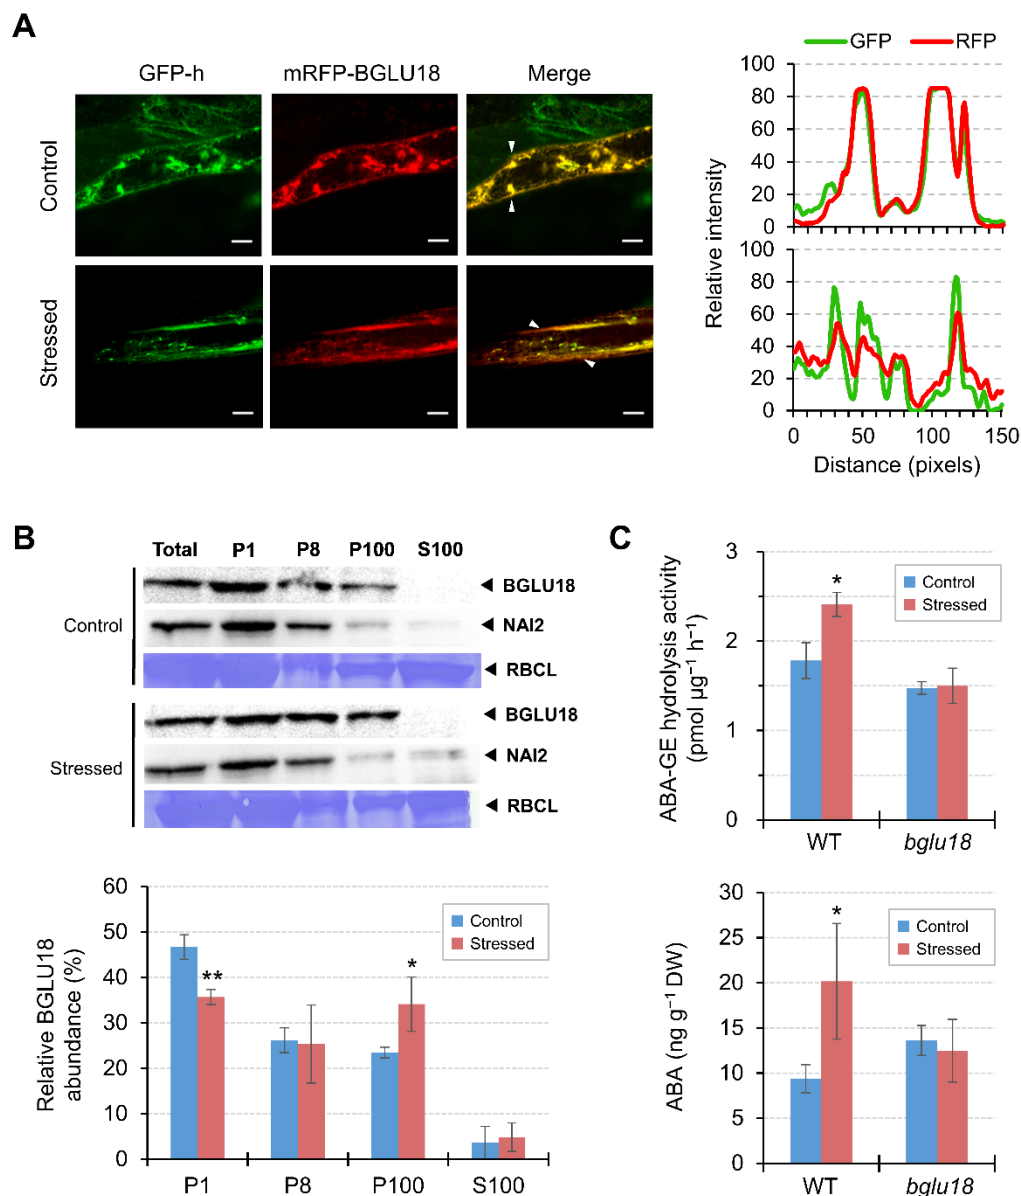 A
GFP-h mRFP-BGLU18 Merge
Control
Stressed
GFP RFP
100
80
60
40
20
0
100
80
60
40
20
0
0 50 100 150
Relative intensity
Distance (pixels)
B
Total P1 P8 P100 S100
Control
BGLU18
NAI2
RBCL
Stressed
BGLU18
NAI2
RBCL
60
50
40
30
20
10
0
Relative BGLU18
abundance (%)
Control
Stressed
**
*
P1 P8 P100 S100
C
3
2
1
0
ABA-GE hydrolysis activity
(pmol µg⁻¹ h⁻¹)
Control
Stressed
*
WT bglu18
30
25
20
15
10
5
0
ABA (ng g⁻¹ DW)
Control
Stressed
*
WT bglu18